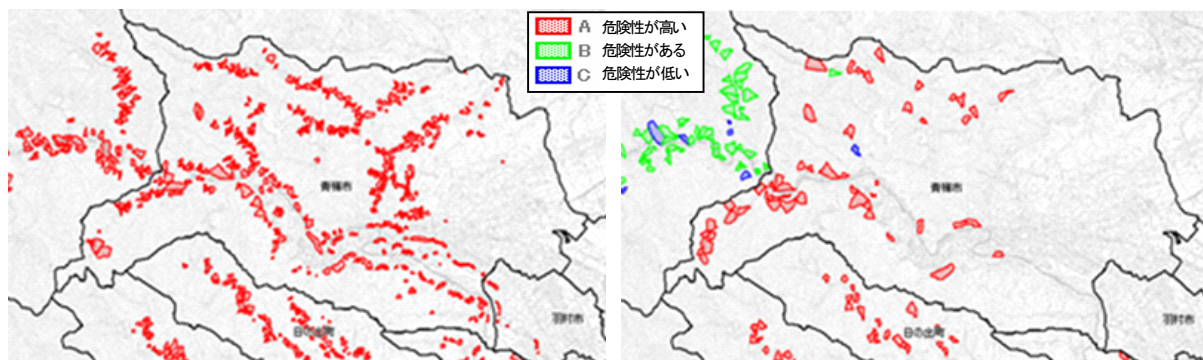 A 危険性が高い
B 危険性がある
C 危険性が低い
青梅市
日の出町
羽村市
青梅市
日の出町
羽村市